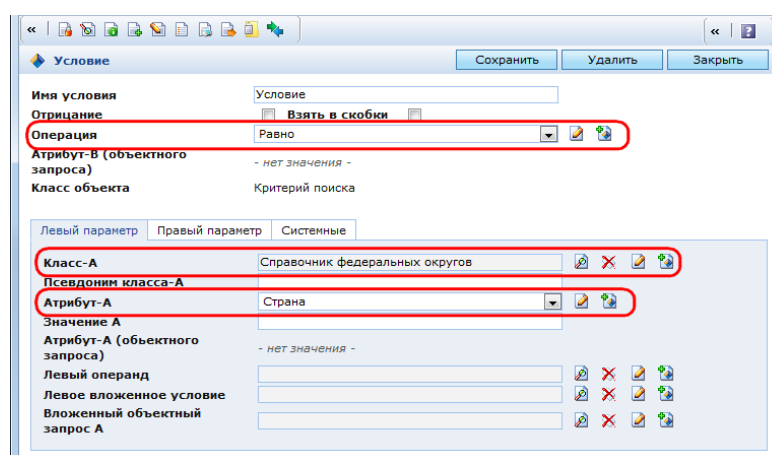 «
«
?
Условие
Сохранить
Удалить
Закрыть
Имя условия Условие
Отрицание Взять в скобки
Операция Равно
Атрибут-В (объектного
запроса) - нет значения -
Класс объекта Критерий поиска
Левый параметр Правый параметр Системные
Класс-А Справочник федеральных округов
Псевдоним класса-А
Атрибут-А Страна
Значение А
Атрибут-А (объектного
запроса) - нет значения -
Левый операнд
Левое вложенное условие
Вложенный объектный
запрос А